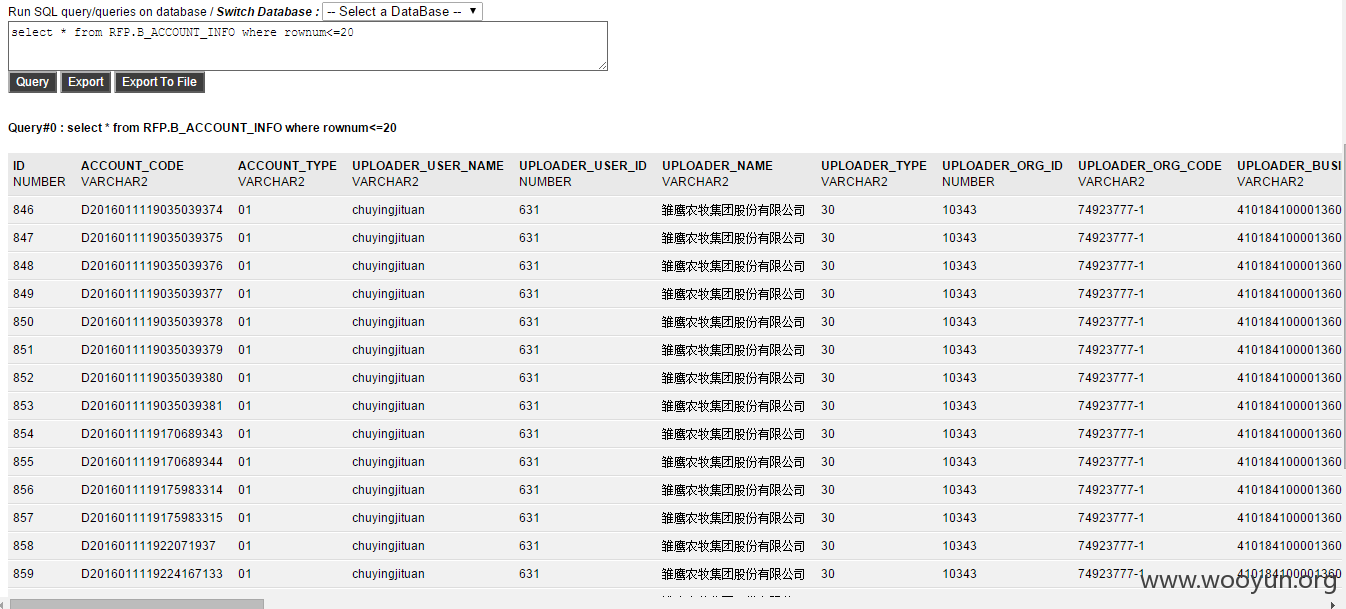 Run SQL query/queries on database / Switch Database : -- Select a DataBase --
select * from RFP.B_ACCOUNT_INFO where rownum<=20
Query Export Export To File
Query#0 : select * from RFP.B_ACCOUNT_INFO where rownum<=20
ID ACCOUNT_CODE ACCOUNT_TYPE UPLOADER_USER_NAME UPLOADER_USER_ID UPLOADER_NAME UPLOADER_TYPE UPLOADER_ORG_ID UPLOADER_ORG_CODE UPLOADER_BUSI
NUMBER VARCHAR2 VARCHAR2 VARCHAR2 NUMBER VARCHAR2 VARCHAR2 NUMBER VARCHAR2 VARCHAR2
846 D2016011119035039374 01 chuyingjituan 631 雏鹰农牧集团股份有限公司 30 10343 74923777-1 410184100001360
847 D2016011119035039375 01 chuyingjituan 631 雏鹰农牧集团股份有限公司 30 10343 74923777-1 410184100001360
848 D2016011119035039376 01 chuyingjituan 631 雏鹰农牧集团股份有限公司 30 10343 74923777-1 410184100001360
849 D2016011119035039377 01 chuyingjituan 631 雏鹰农牧集团股份有限公司 30 10343 74923777-1 410184100001360
850 D2016011119035039378 01 chuyingjituan 631 雏鹰农牧集团股份有限公司 30 10343 74923777-1 410184100001360
851 D2016011119035039379 01 chuyingjituan 631 雏鹰农牧集团股份有限公司 30 10343 74923777-1 410184100001360
852 D2016011119035039380 01 chuyingjituan 631 雏鹰农牧集团股份有限公司 30 10343 74923777-1 410184100001360
853 D2016011119035039381 01 chuyingjituan 631 雏鹰农牧集团股份有限公司 30 10343 74923777-1 410184100001360
854 D2016011119170689343 01 chuyingjituan 631 雏鹰农牧集团股份有限公司 30 10343 74923777-1 410184100001360
855 D2016011119170689344 01 chuyingjituan 631 雏鹰农牧集团股份有限公司 30 10343 74923777-1 410184100001360
856 D2016011119175983314 01 chuyingjituan 631 雏鹰农牧集团股份有限公司 30 10343 74923777-1 410184100001360
857 D2016011119175983315 01 chuyingjituan 631 雏鹰农牧集团股份有限公司 30 10343 74923777-1 410184100001360
858 D201601111922071937 01 chuyingjituan 631 雏鹰农牧集团股份有限公司 30 10343 74923777-1 410184100001360
859 D2016011119224167133 01 chuyingjituan 631 雏鹰农牧集团股份有限公司 30 10343 74923777-1 410184100001360
www.wooyun.org